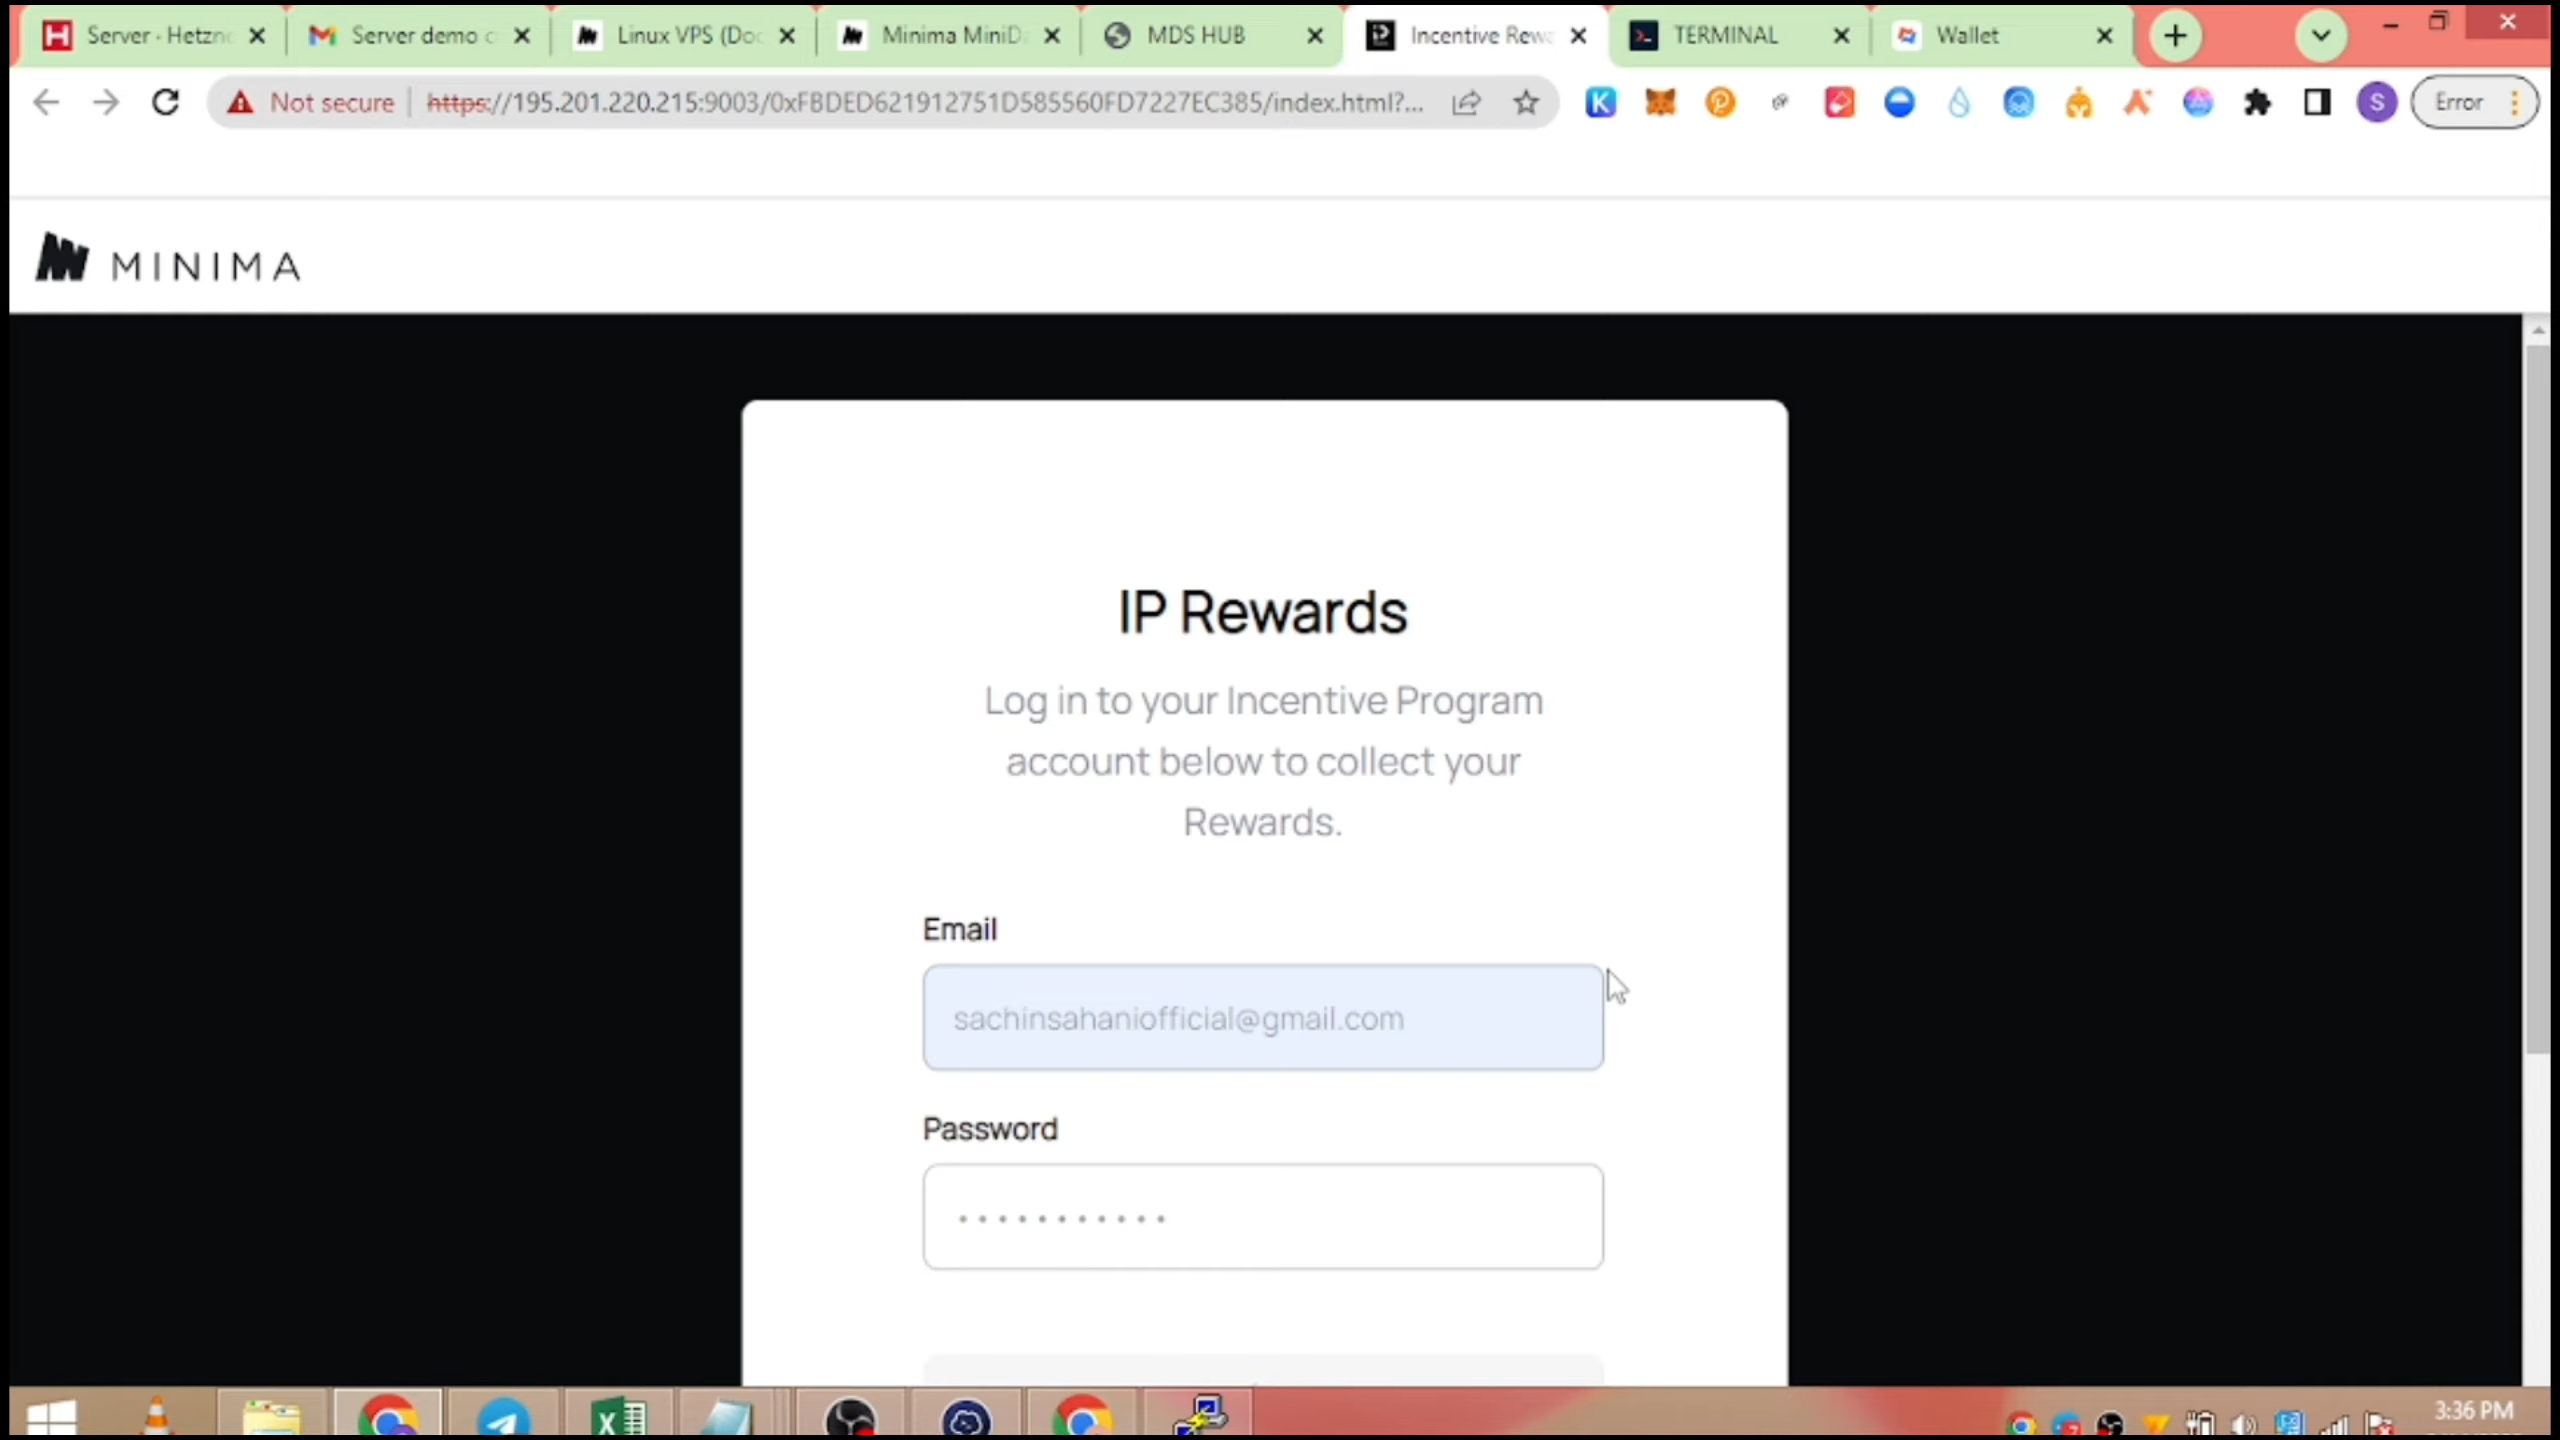 Server - Hetzn
Server demo c
Linux VPS (Doc
Minima MiniD
MDS HUB
Incentive Rew
TERMINAL
Wallet
Not secure
https://195.201.220.215:9003/0xFBDED621912751D585560FD7227EC385/index.html?...
S
Error
MINIMA
IP Rewards
Log in to your Incentive Program
account below to collect your
Rewards.
Email
sachinsahaniofficial@gmail.com
Password
3:36 PM